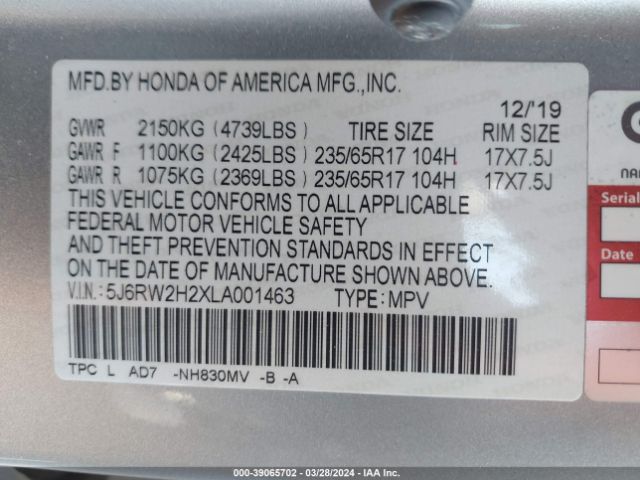 MFD.BY HONDA OF AMERICA MFG.,INC.
12/'19
GVWR 2150KG (4739LBS) TIRE SIZE RIM SIZE
GAWR F 1100KG (2425LBS) 235/65R17 104H 17X7.5J
GAWR R 1075KG (2369LBS) 235/65R17 104H 17X7.5J
THIS VEHICLE CONFORMS TO ALL APPLICABLE
FEDERAL MOTOR VEHICLE SAFETY
AND THEFT PREVENTION STANDARDS IN EFFECT
ON THE DATE OF MANUFACTURE SHOWN ABOVE.
V.I.N.: 5J6RW2H2XLA001463 TYPE: MPV
TPC L AD7 -NH830MV -B -A
Serial
Date
000-39065702 - 03/28/2024 - IAAI.com